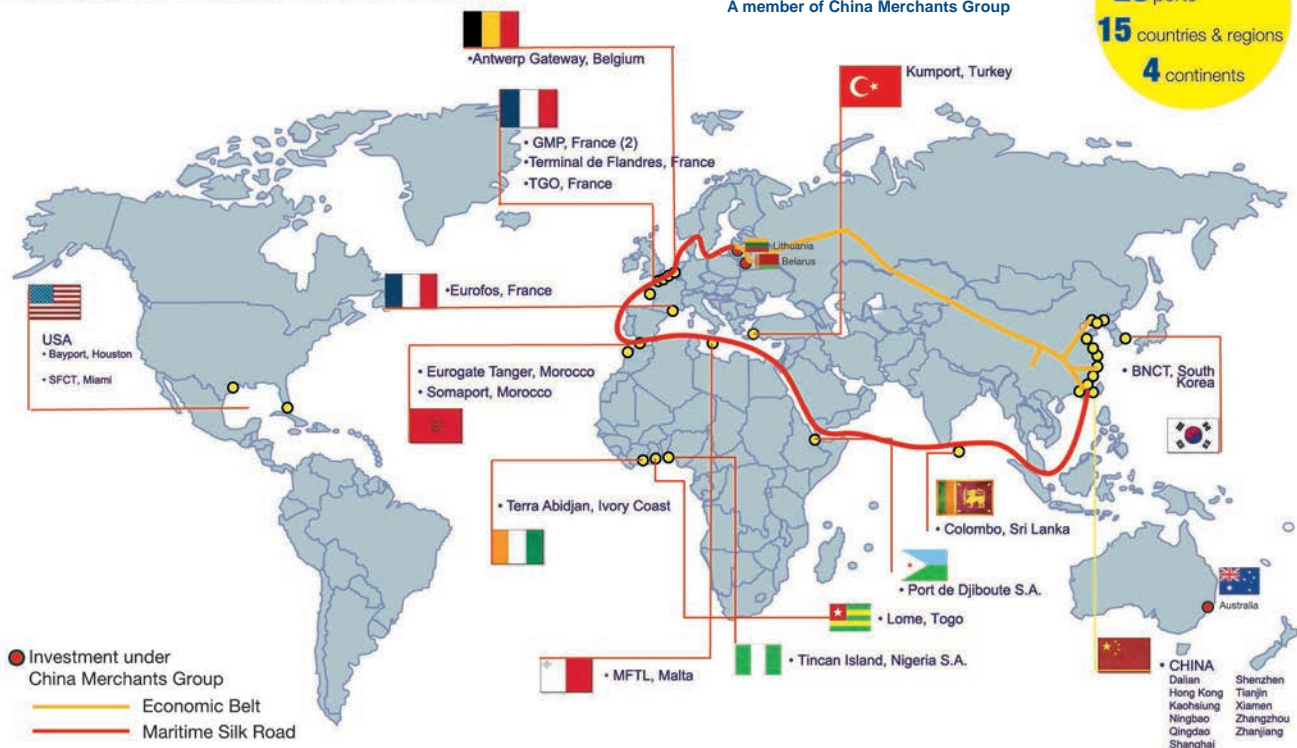 A member of China Merchants Group
ports
15 countries & regions
4 continents
•Antwerp Gateway, Belgium
Kumport, Turkey
• GMP, France (2)
•Terminal de Flandres, France
•TGO, France
Lithuania
Belarus
•Eurofos, France
USA
• Bayport, Houston
• SFCT, Miami
• Eurogate Tanger, Morocco
• Somaport, Morocco
• BNCT, South
Korea
• Terra Abidjan, Ivory Coast
• Colombo, Sri Lanka
• Port de Djiboute S.A.
Australia
• Lome, Togo
• Tincan Island, Nigeria S.A.
• MFTL, Malta
• CHINA
Dalian Shenzhen
Hong Kong Tianjin
Kaohsiung Xiamen
Ningbao Zhangzhou
Qingdao Zhanjiang
Shanghai
Investment under
China Merchants Group
Economic Belt
Maritime Silk Road